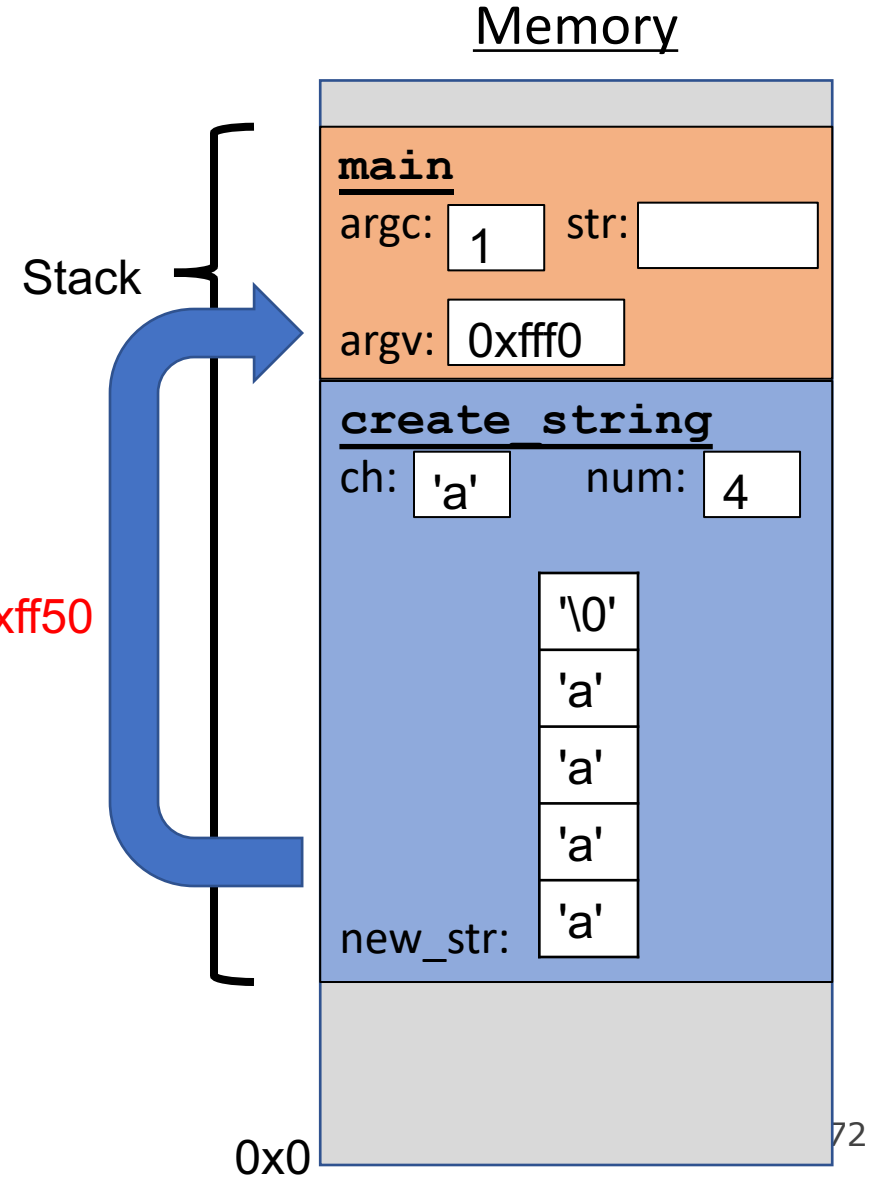 Memory
main
argc: 1 str:
Stack
argv: 0xfff0
create_string
ch: 'a' num: 4
'\0'
xff50
'a'
'a'
'a'
new_str: 'a'
72
0x0